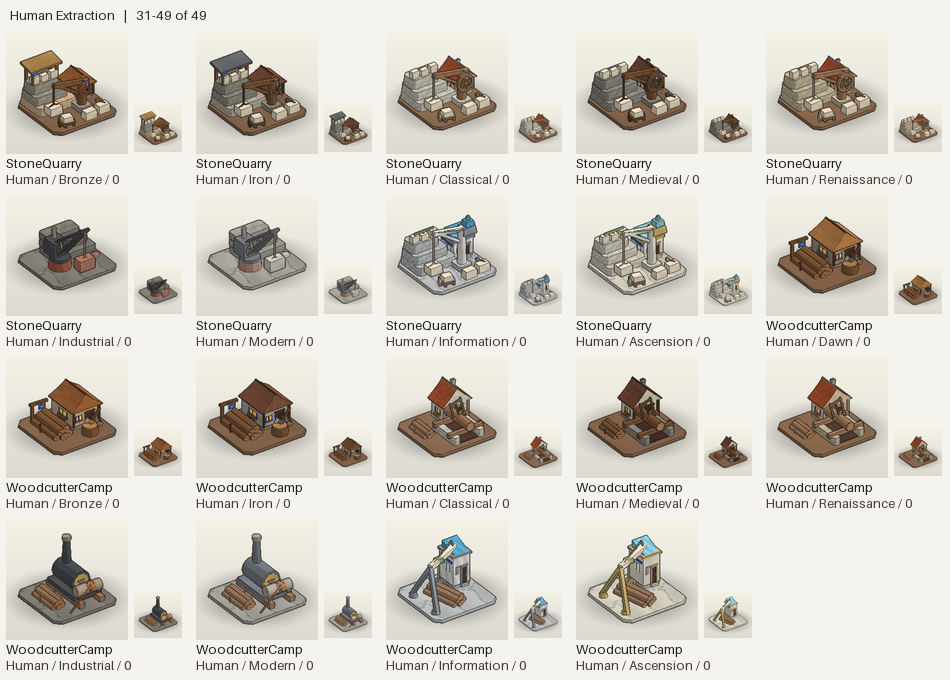 Human Extraction | 31-49 of 49
StoneQuarry
Human / Bronze / 0
StoneQuarry
Human / Iron / 0
StoneQuarry
Human / Classical / 0
StoneQuarry
Human / Medieval / 0
StoneQuarry
Human / Renaissance / 0
StoneQuarry
Human / Industrial / 0
StoneQuarry
Human / Modern / 0
StoneQuarry
Human / Information / 0
StoneQuarry
Human / Ascension / 0
WoodcutterCamp
Human / Dawn / 0
WoodcutterCamp
Human / Bronze / 0
WoodcutterCamp
Human / Iron / 0
WoodcutterCamp
Human / Classical / 0
WoodcutterCamp
Human / Medieval / 0
WoodcutterCamp
Human / Renaissance / 0
WoodcutterCamp
Human / Industrial / 0
WoodcutterCamp
Human / Modern / 0
WoodcutterCamp
Human / Information / 0
WoodcutterCamp
Human / Ascension / 0